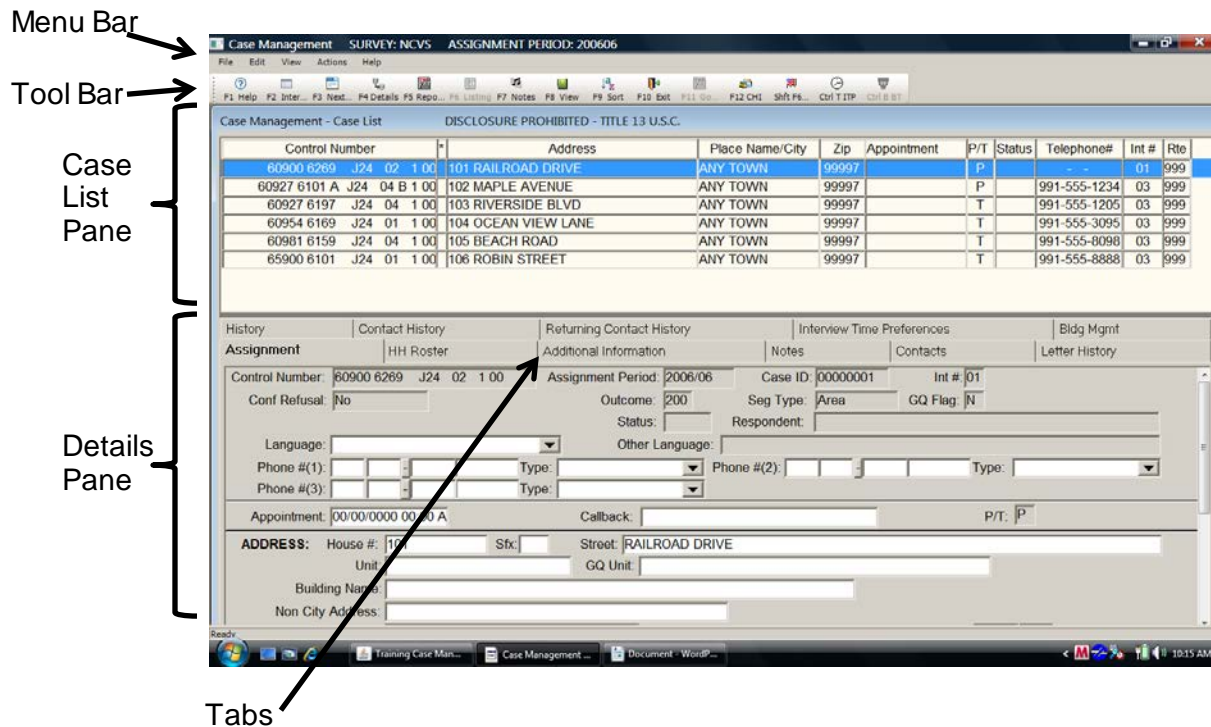 Menu Bar
Case Management SURVEY: NCVS ASSIGNMENT PERIOD: 200606
File Edit View Actions Help
Tool Bar
F1 Help F2 Inter... F3 Next... F4 Details F5 Repo... F6 Listing F7 Notes F8 View F9 Sort F10 Exit F11 Go... F12 CHI Shft F6... Ctrl T ITP Ctrl B BT
Case Management - Case List DISCLOSURE PROHIBITED - TITLE 13 U.S.C.
Case List Pane
Control Number * Address Place Name/City Zip Appointment P/T Status Telephone# Int # Rte
60900 6269 J24 02 1 00 101 RAILROAD DRIVE ANY TOWN 99997 P - - 01 999
60927 6101 A J24 04 B 1 00 102 MAPLE AVENUE ANY TOWN 99997 P 991-555-1234 03 999
60927 6197 J24 04 1 00 103 RIVERSIDE BLVD ANY TOWN 99997 T 991-555-1205 03 999
60954 6169 J24 01 1 00 104 OCEAN VIEW LANE ANY TOWN 99997 T 991-555-3095 03 999
60981 6159 J24 04 1 00 105 BEACH ROAD ANY TOWN 99997 T 991-555-8098 03 999
65900 6101 J24 01 1 00 106 ROBIN STREET ANY TOWN 99997 T 991-555-8888 03 999
History Contact History Returning Contact History Interview Time Preferences Bldg Mgmt
Assignment HH Roster Additional Information Notes Contacts Letter History
Details Pane
Control Number: 60900 6269 J24 02 1 00 Assignment Period: 2006/06 Case ID: 00000001 Int #: 01
Conf Refusal: No Outcome: 200 Seg Type: Area GQ Flag: N
Status: Respondent:
Language: Other Language:
Phone #(1): - Type: Phone #(2): - Type:
Phone #(3): - Type:
Appointment: 00/00/0000 00:00 A Callback: P/T: P
ADDRESS: House #: 101 Sfx: Street: RAILROAD DRIVE
Unit: GQ Unit:
Building Name:
Non City Address:
Ready
Training Case Man... Case Management ... Document - WordP... 10:15 AM
Tabs